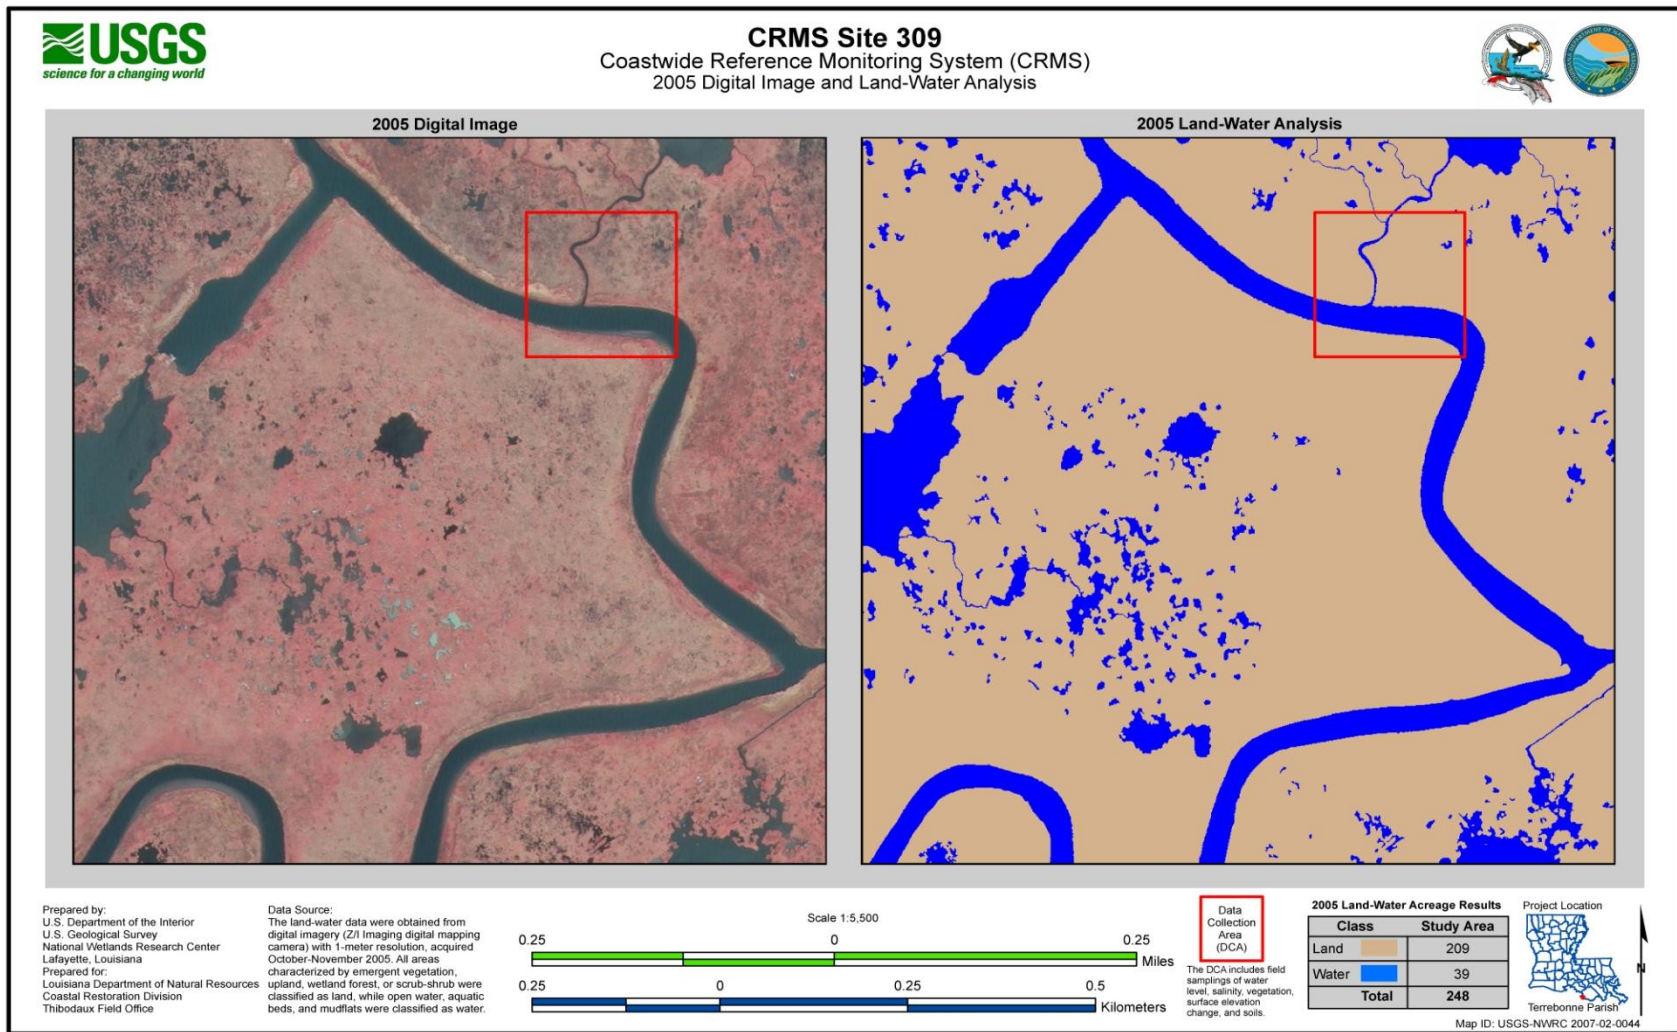 USGS
science for a changing world
CRMS Site 309
Coastwide Reference Monitoring System (CRMS)
2005 Digital Image and Land-Water Analysis
2005 Digital Image
2005 Land-Water Analysis
Prepared by:
U.S. Department of the Interior
U.S. Geological Survey
National Wetlands Research Center
Lafayette, Louisiana
Prepared for:
Louisiana Department of Natural Resources
Coastal Restoration Division
Thibodaux Field Office
Data Source:
The land-water data were obtained from
digital imagery (Z/I Imaging digital mapping
camera) with 1-meter resolution, acquired
October-November 2005. All areas
characterized by emergent vegetation,
upland, wetland forest, or scrub-shrub were
classified as land, while open water, aquatic
beds, and mudflats were classified as water.
Scale 1:5,500
0.25 0 0.25
Miles
0.25 0 0.25 0.5
Kilometers
Data
Collection
Area
(DCA)
The DCA includes field
samplings of water
level, salinity, vegetation,
surface elevation
change, and soils.
2005 Land-Water Acreage Results
Class Study Area
Land 209
Water 39
Total 248
Project Location
Terrebonne Parish
N
Map ID: USGS-NWRC 2007-02-0044